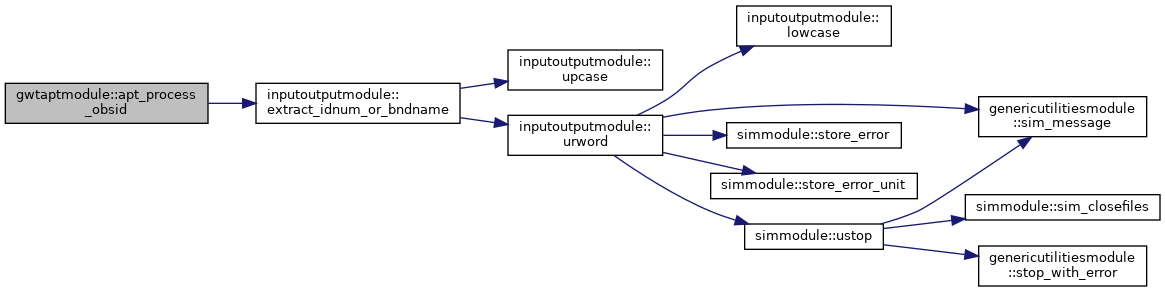 gwtaptmodule::apt_process
_obsid
inputoutputmodule::
extract_idnum_or_bndname
inputoutputmodule::
upcase
inputoutputmodule::
urword
inputoutputmodule::
lowcase
simmodule::store_error
simmodule::store_error_unit
simmodule::ustop
genericutilitiesmodule
::sim_message
simmodule::sim_closefiles
genericutilitiesmodule
::stop_with_error